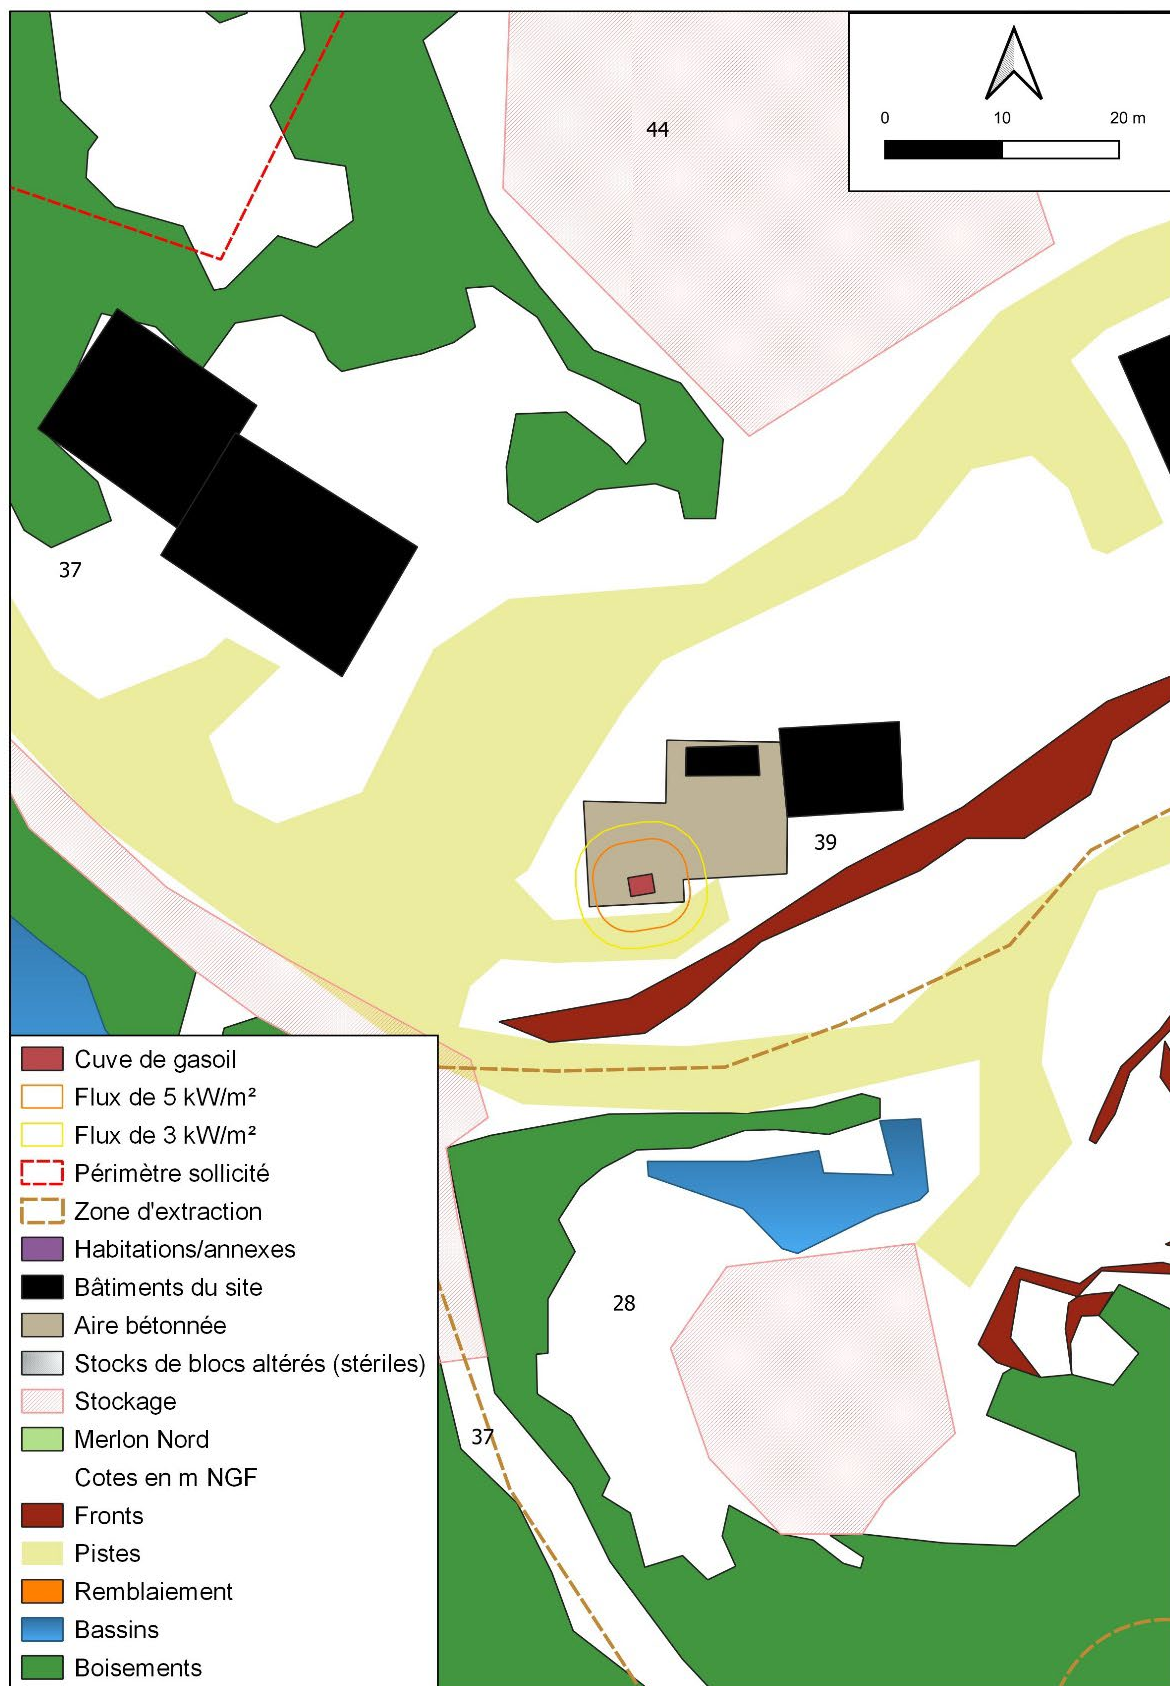 44
0 10 20 m
37
39
Cuve de gasoil
Flux de 5 kW/m²
Flux de 3 kW/m²
Périmètre sollicité
Zone d'extraction
Habitations/annexes
Bâtiments du site
Aire bétonnée
Stocks de blocs altérés (stériles)
Stockage
Merlon Nord
Cotes en m NGF
Fronts
Pistes
Remblaiement
Bassins
Boisements
28
37